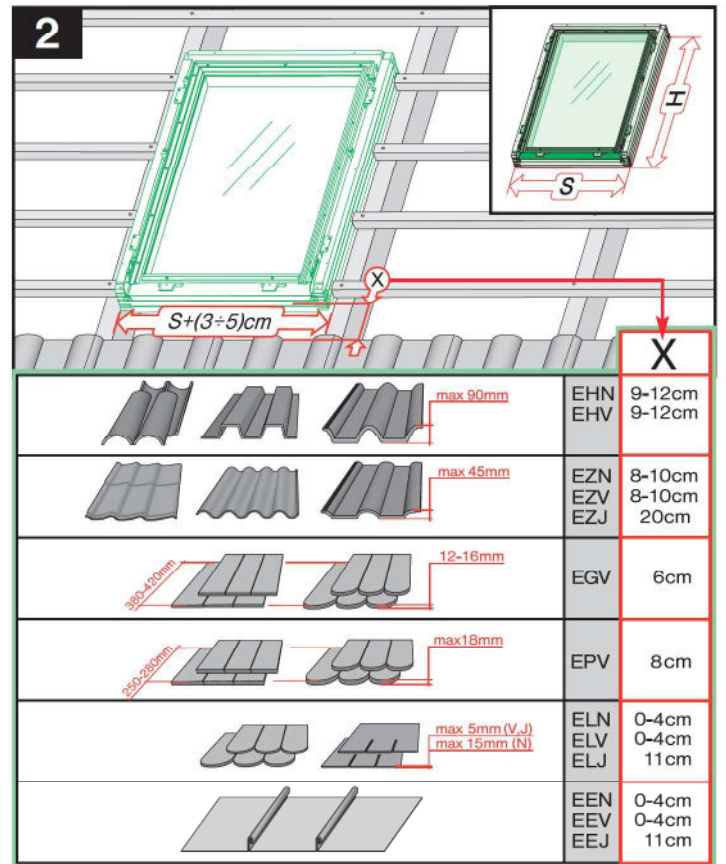 2
H
S
X
S+(3÷5)cm
X
max 90mm
EHN 9-12cm
EHV 9-12cm
max 45mm
EZN 8-10cm
EZV 8-10cm
EZJ 20cm
380-420mm
12-16mm
EGV 6cm
250-280mm
max18mm
EPV 8cm
max 5mm (V,J)
max 15mm (N)
ELN 0-4cm
ELV 0-4cm
ELJ 11cm
EEN 0-4cm
EEV 0-4cm
EEJ 11cm